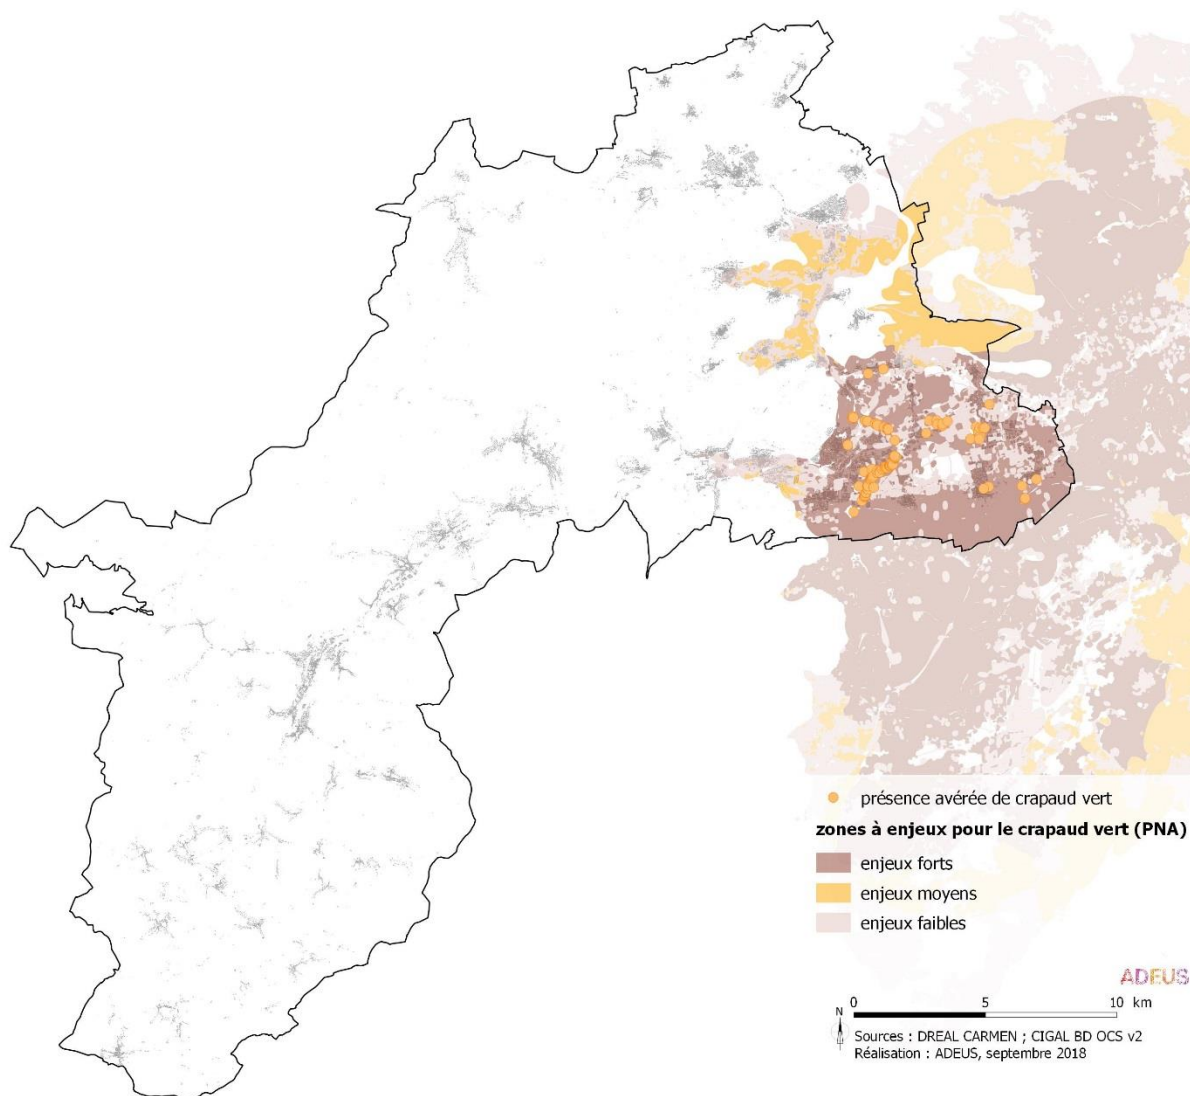 présence avérée de crapaud vert
zones à enjeux pour le crapaud vert (PNA)
enjeux forts
enjeux moyens
enjeux faibles
ADEUS
0 5 10 km
N
Sources : DREAL CARMEN ; CIGAL BD OCS v2
Réalisation : ADEUS, septembre 2018